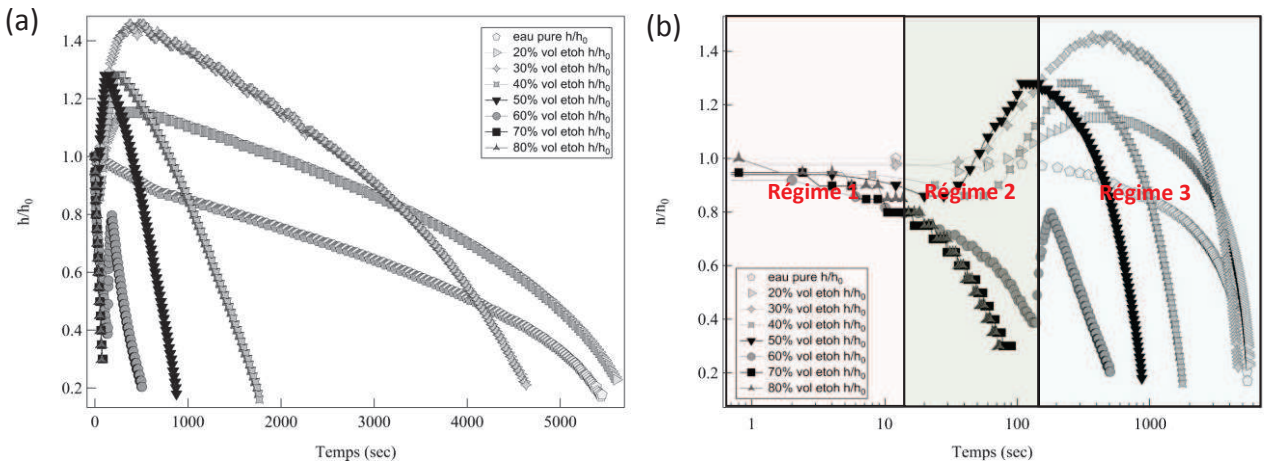 (a)
h/h0
1.4
1.2
1.0
0.8
0.6
0.4
0.2
0
1000
2000
3000
4000
5000
Temps (sec)
eau pure h/h0
20% vol etoh h/h0
30% vol etoh h/h0
40% vol etoh h/h0
50% vol etoh h/h0
60% vol etoh h/h0
70% vol etoh h/h0
80% vol etoh h/h0
(b)
h/h0
1.4
1.2
1.0
0.8
0.6
0.4
0.2
Régime 1
Régime 2
Régime 3
eau pure h/h0
20% vol etoh h/h0
30% vol etoh h/h0
40% vol etoh h/h0
50% vol etoh h/h0
60% vol etoh h/h0
70% vol etoh h/h0
80% vol etoh h/h0
1
10
100
1000
Temps (sec)